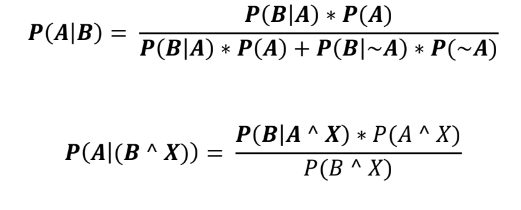 P(A|B) = P(B|A) * P(A) / P(B|A) * P(A) + P(B|~A) * P(~A)
P(A|(B ^ X)) = P(B|A ^ X) * P(A ^ X) / P(B ^ X)